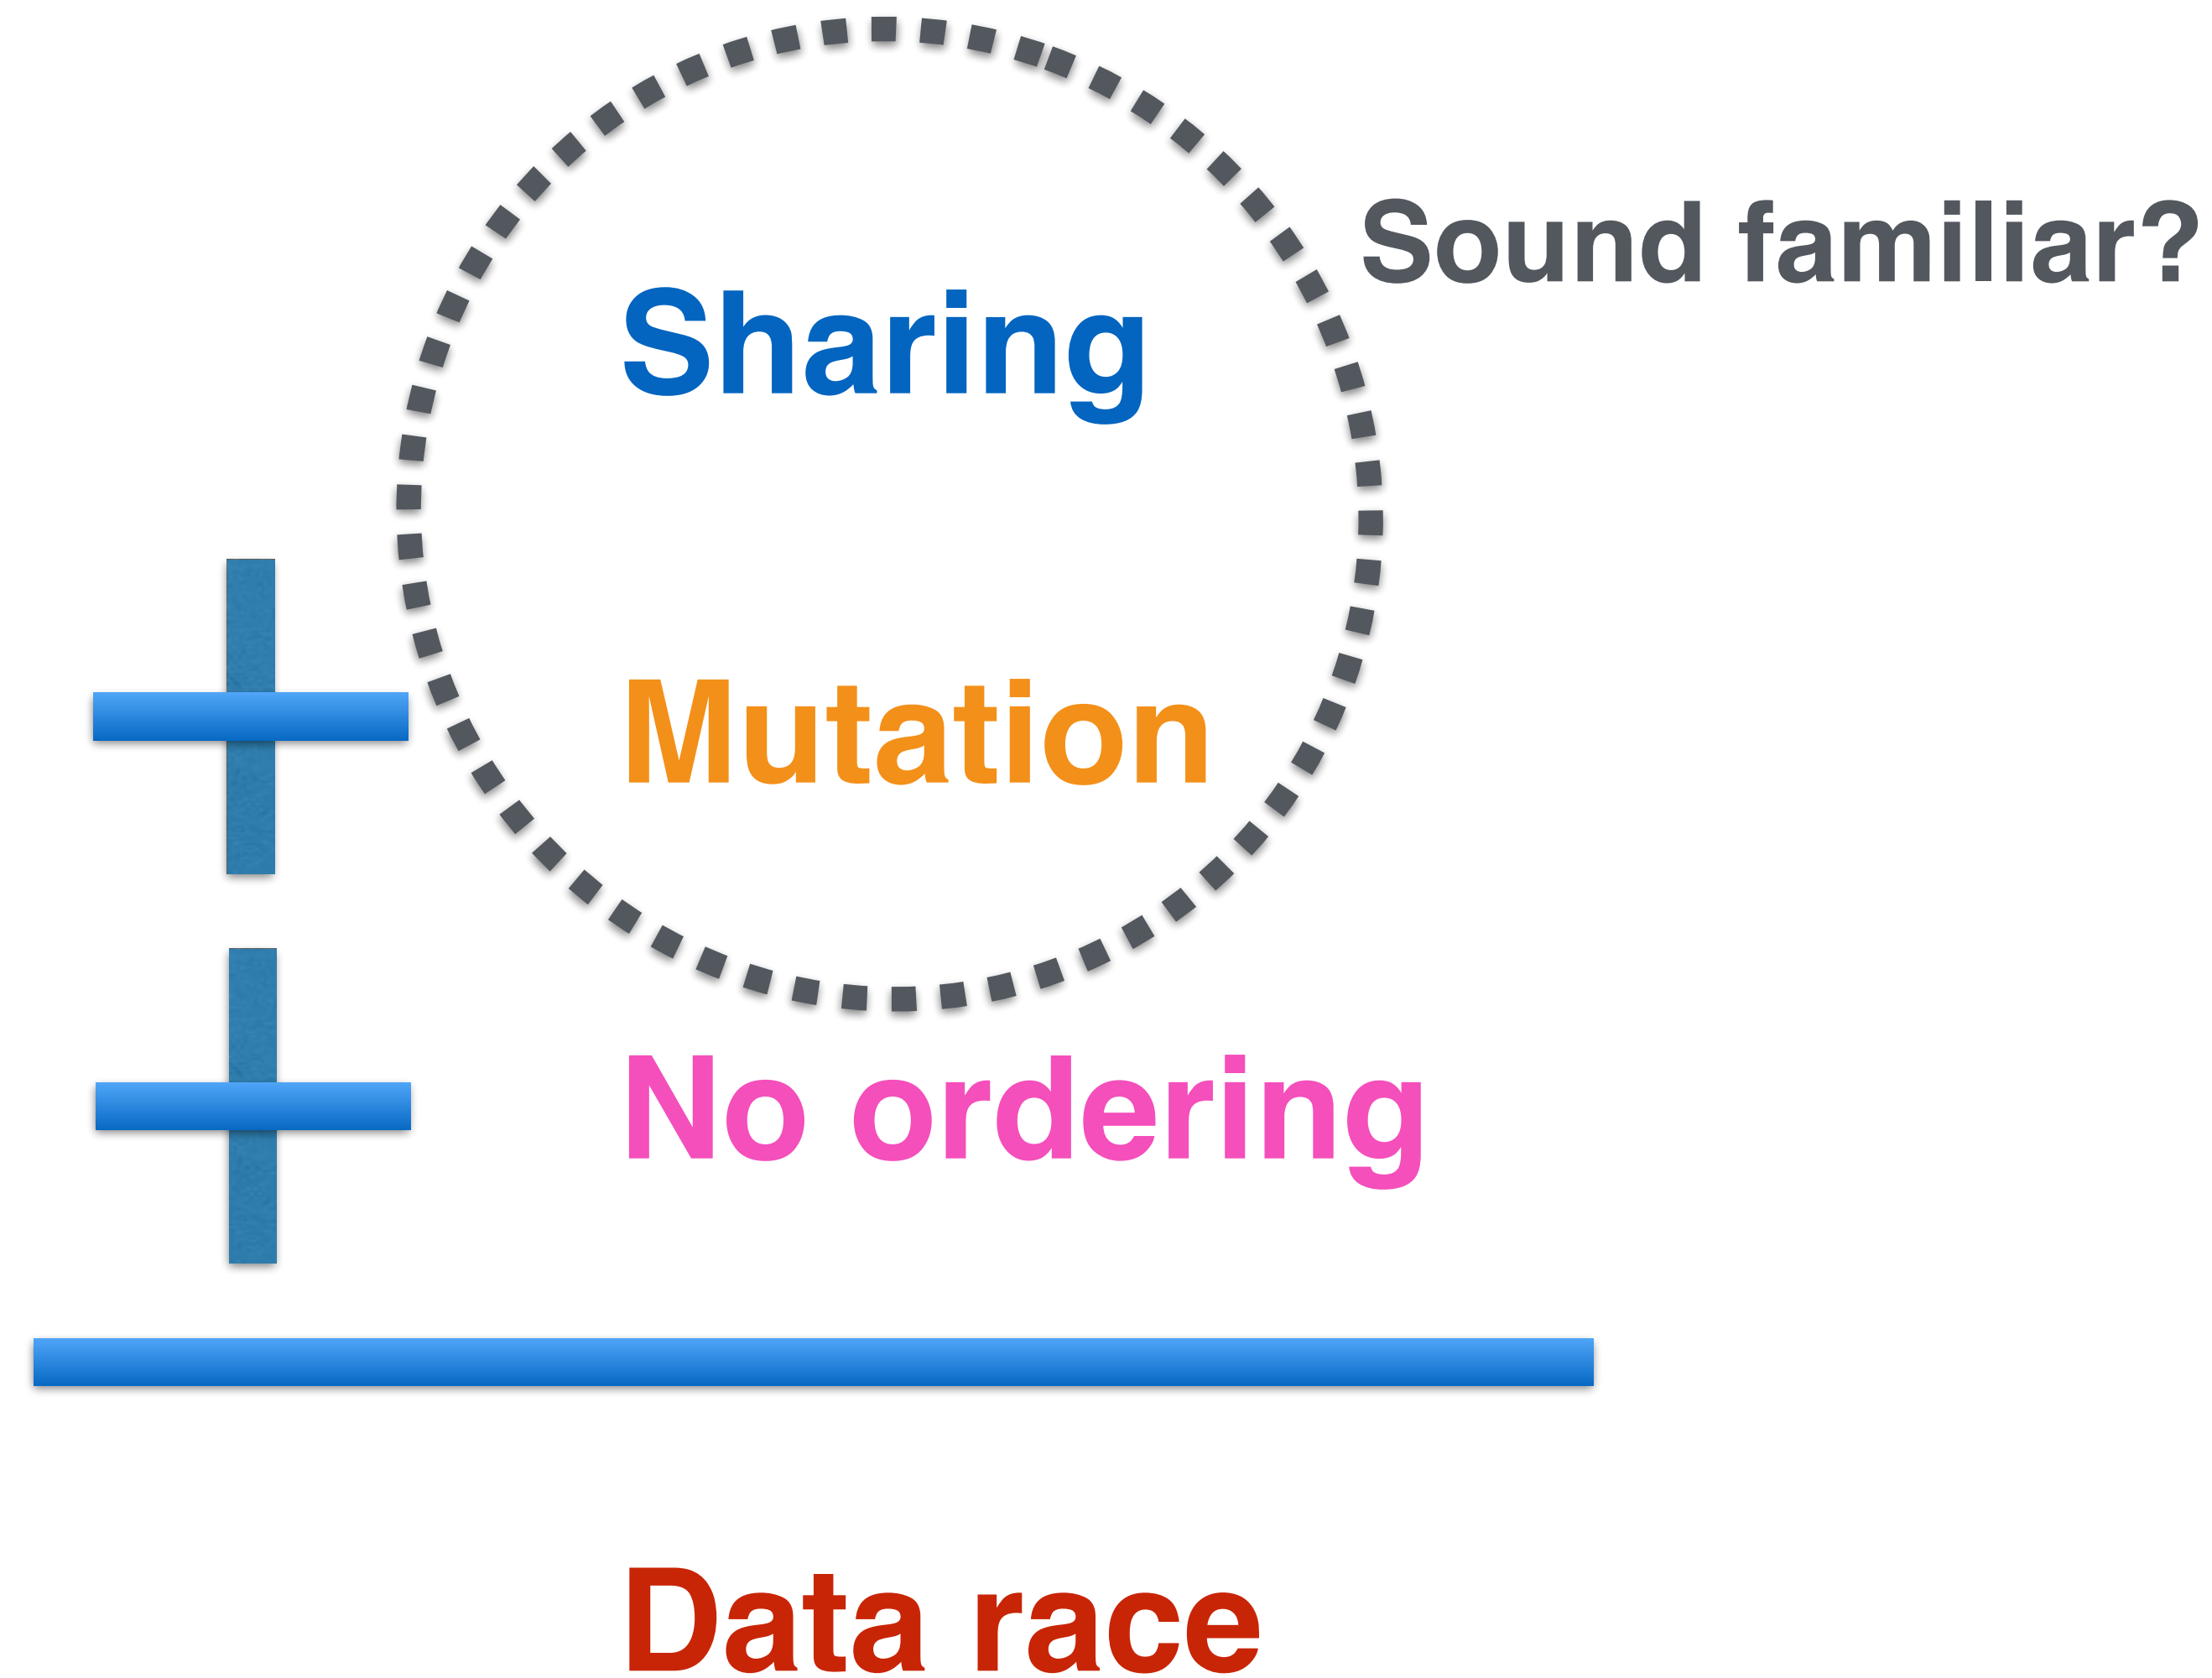 Sound familiar?
Sharing
Mutation
No ordering
Data race